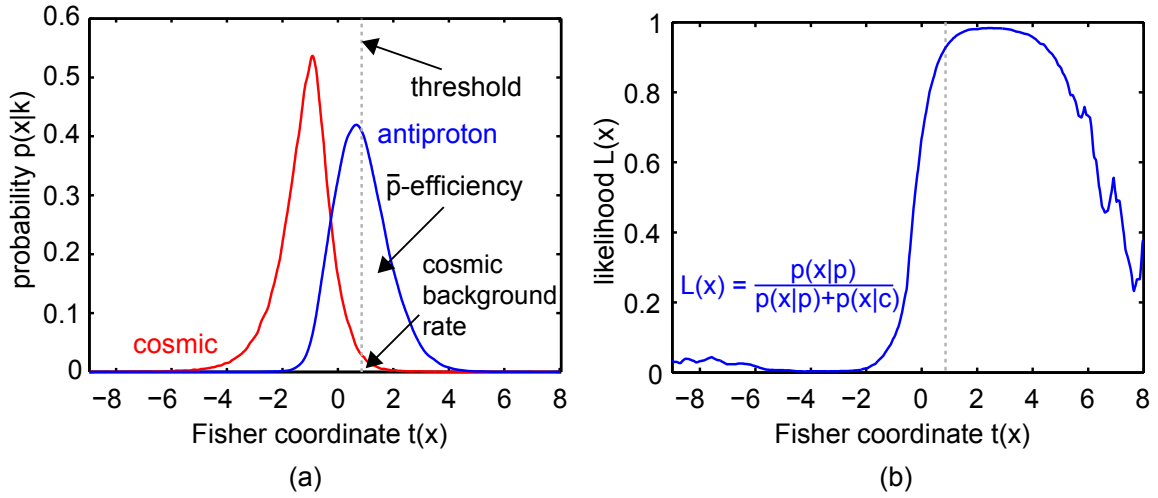 probability p(x|k)
0.6
0.5
0.4
0.3
0.2
0.1
0
threshold
antiproton
p̄-efficiency
cosmic
background
rate
cosmic
−8 −6 −4 −2 0 2 4 6 8
Fisher coordinate t(x)
(a)
likelihood L(x)
1
0.8
0.6
0.4
0.2
0
L(x) = p(x|p)
p(x|p)+p(x|c)
−8 −6 −4 −2 0 2 4 6 8
Fisher coordinate t(x)
(b)